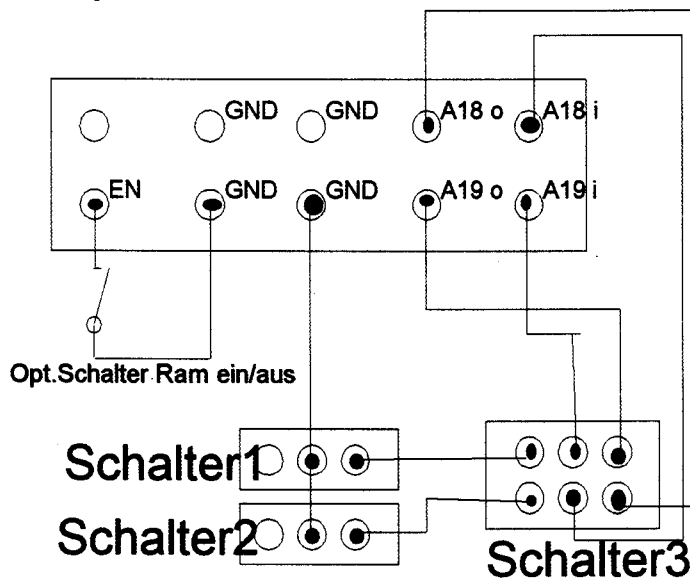 GND GND A18 o A18 i
EN GND GND A19 o A19 i
Opt.Schalter Ram ein/aus
Schalter1
Schalter2
Schalter3